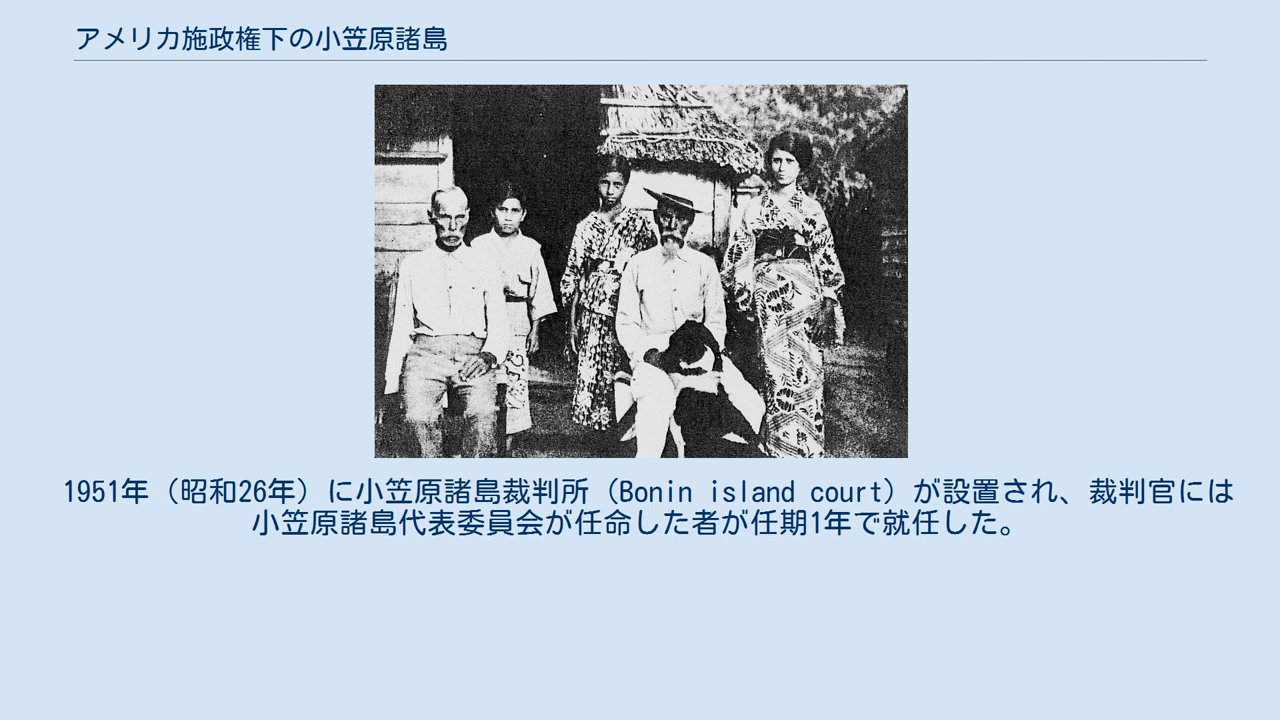 アメリカ施政権下の小笠原諸島
1951年（昭和26年）に小笠原諸島裁判所（Bonin island court）が設置され、裁判官には
小笠原諸島代表委員会が任命した者が任期1年で就任した。